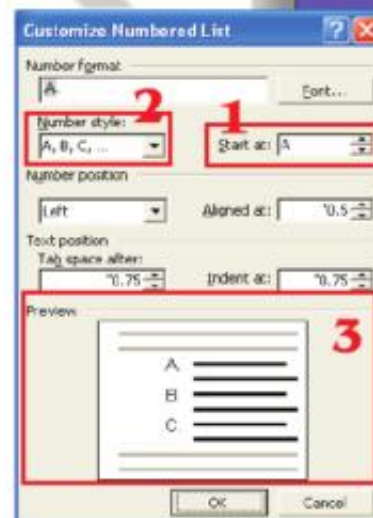 Customize Numbered List
Number format
A
Font...
2
1
Number style:
A, B, C, ...
Start at: A
Number position
Left
Aligned at: "0.5
Text position
Tab space after:
"0.75
Indent at: "0.75
Preview
3
A
B
C
OK
Cancel